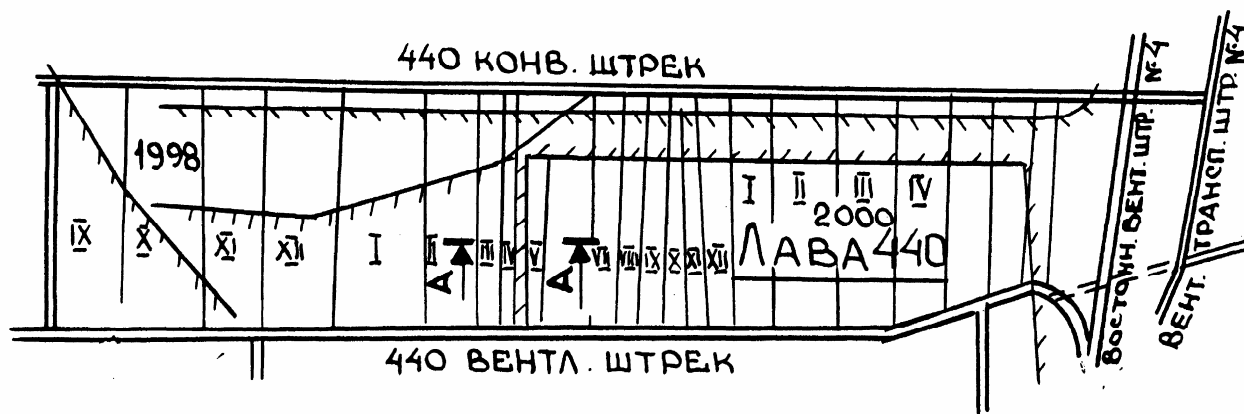 440 КОНВ. ШТРЕК
1998
IX X XI XII I II III IV V VII VIII IX X XI XII I II III IV
2000
ЛАВА 440
А А
440 ВЕНТЛ. ШТРЕК
ВОСТОЧН. ВЕНТ. ШТР. №4
ВЕНТ. ТРАНСП. ШТР. №4